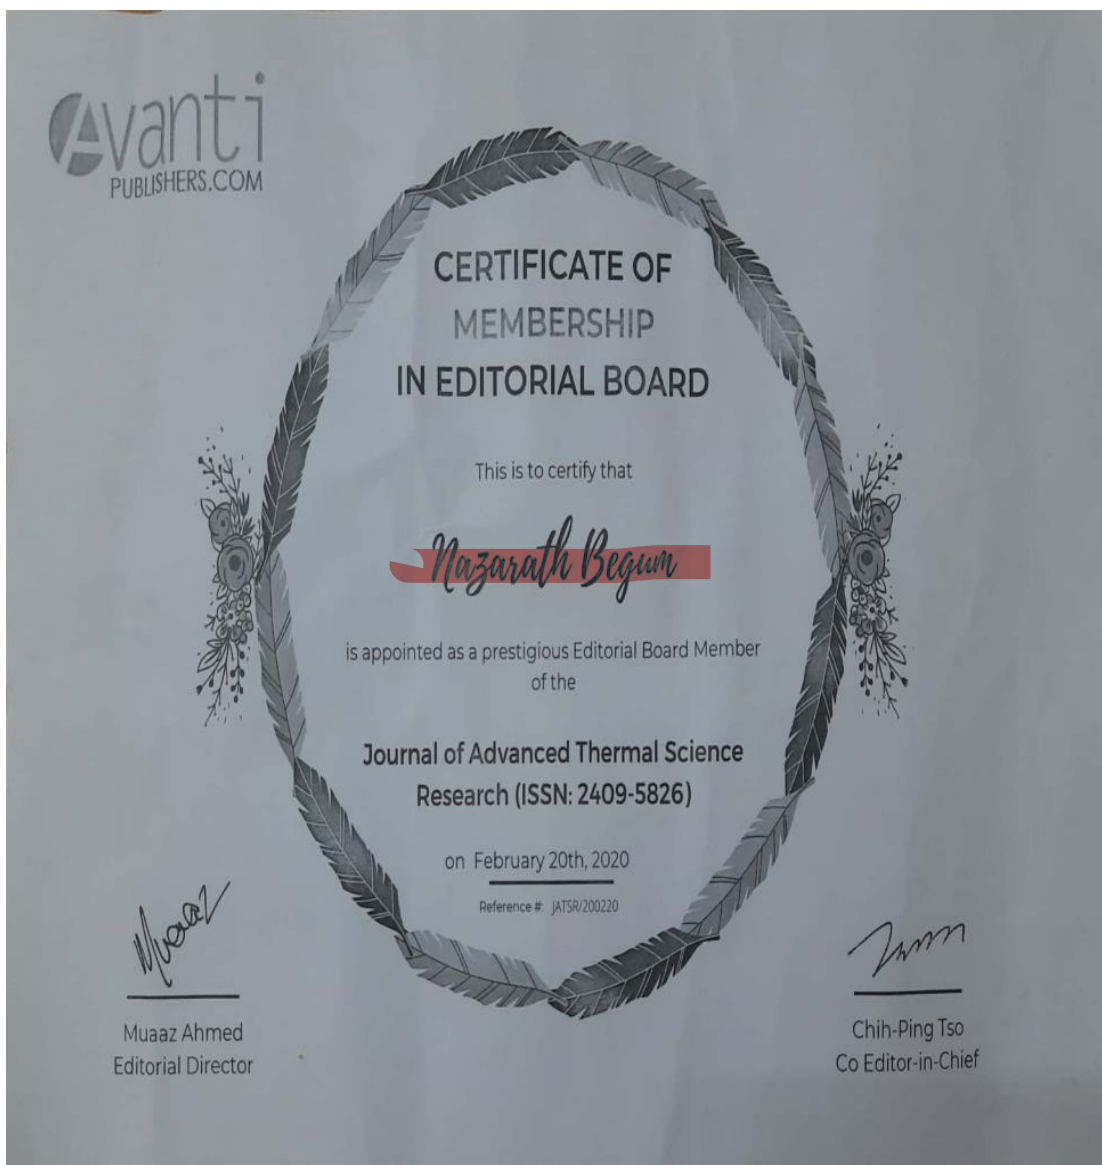 Avanti
PUBLISHERS.COM
CERTIFICATE OF
MEMBERSHIP
IN EDITORIAL BOARD
This is to certify that
Nazarath Begum
is appointed as a prestigious Editorial Board Member
of the
Journal of Advanced Thermal Science
Research (ISSN: 2409-5826)
on February 20th, 2020
Reference #: JATSR/200220
Muaaz
Muaaz Ahmed
Editorial Director
Chih-Ping Tso
Co Editor-in-Chief